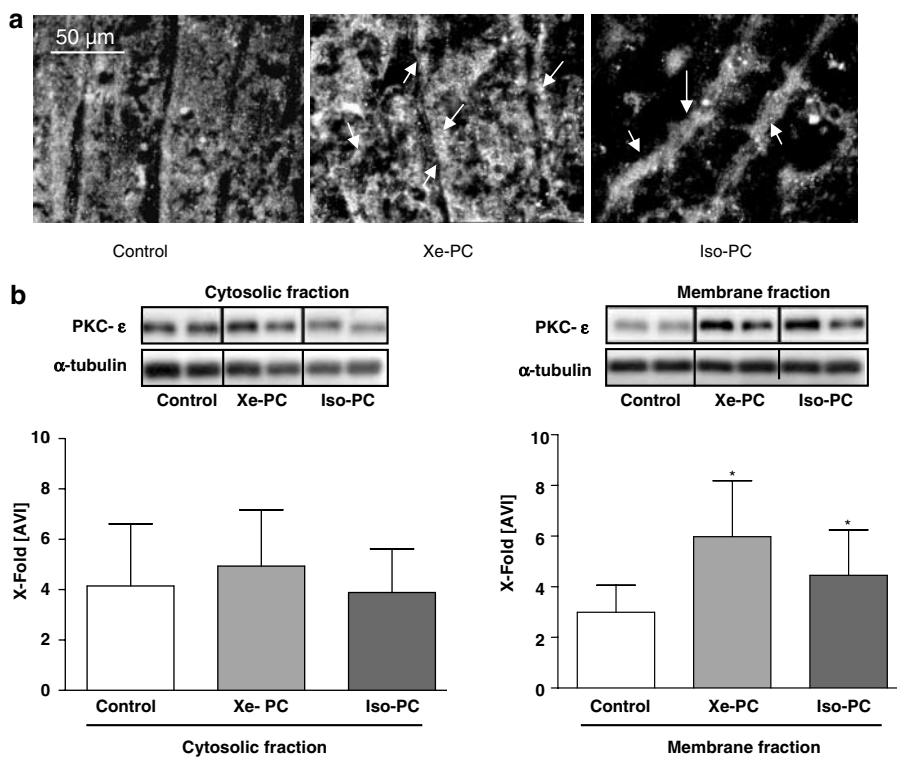 a
50 µm
Control Xe-PC Iso-PC
b
Cytosolic fraction
PKC- ε
α-tubulin
Control Xe-PC Iso-PC
Membrane fraction
PKC- ε
α-tubulin
Control Xe-PC Iso-PC
X-Fold [AVI]
10
8
6
4
2
0
Control Xe- PC Iso-PC
Cytosolic fraction
X-Fold [AVI]
10
8
6
4
2
0
* *
Control Xe-PC Iso-PC
Membrane fraction